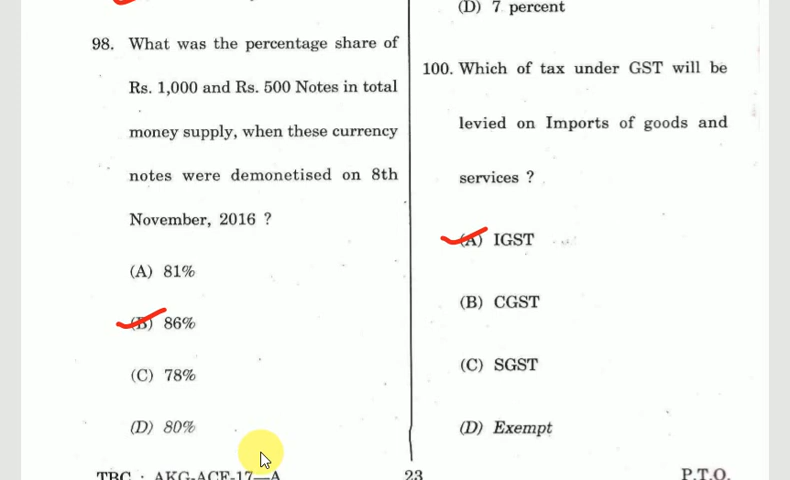 98. What was the percentage share of
Rs. 1,000 and Rs. 500 Notes in total
money supply, when these currency
notes were demonetised on 8th
November, 2016 ?
(A) 81%
(B) 86%
(C) 78%
(D) 80%
(D) 7 percent
100. Which of tax under GST will be
levied on Imports of goods and
services ?
(A) IGST
(B) CGST
(C) SGST
(D) Exempt
TBC : AKG-ACF-17—A
23
P.T.O.